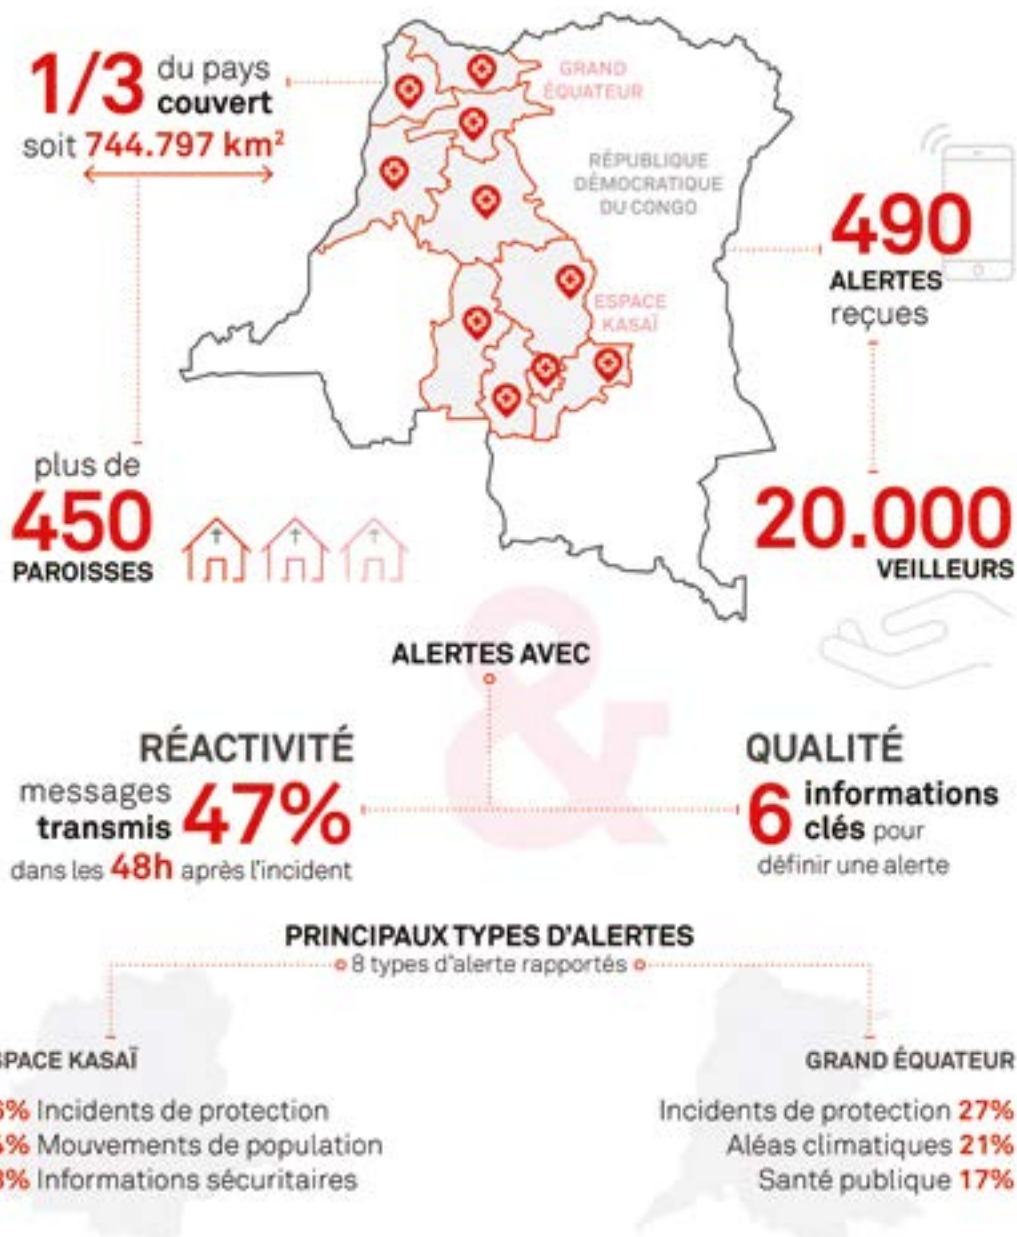 1/3 du pays
couvert
soit 744.797 km²
GRAND
ÉQUATEUR
RÉPUBLIQUE
DÉMOCRATIQUE
DU CONGO
490
ALERTES
reçues
ESPACE
KASAÏ
plus de
450
PAROISSES
20.000
VEILLEURS
&
ALERTES AVEC
RÉACTIVITÉ
messages
transmis 47%
dans les 48h après l'incident
QUALITÉ
6 informations
clés pour
définir une alerte
PRINCIPAUX TYPES D'ALERTES
8 types d'alerte rapportés
KASAÏ
Incidents de protection
Mouvements de population
Informations sécuritaires
GRAND ÉQUATEUR
Incidents de protection 27%
Aléas climatiques 21%
Santé publique 17%